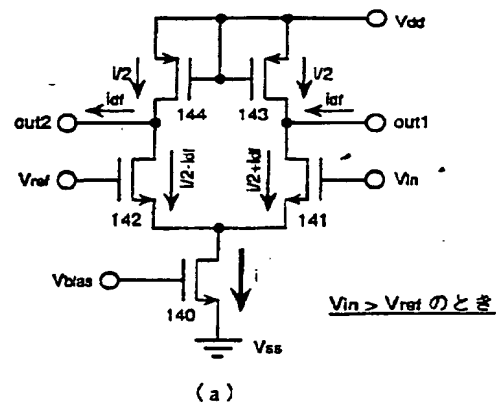 Vdd
i/2
i/2
idf
idf
144
143
out2
out1
Vref
i/2-idf
i/2+idf
Vin
142
141
Vbias
i
140
Vin > Vref のとき
Vss
(a)